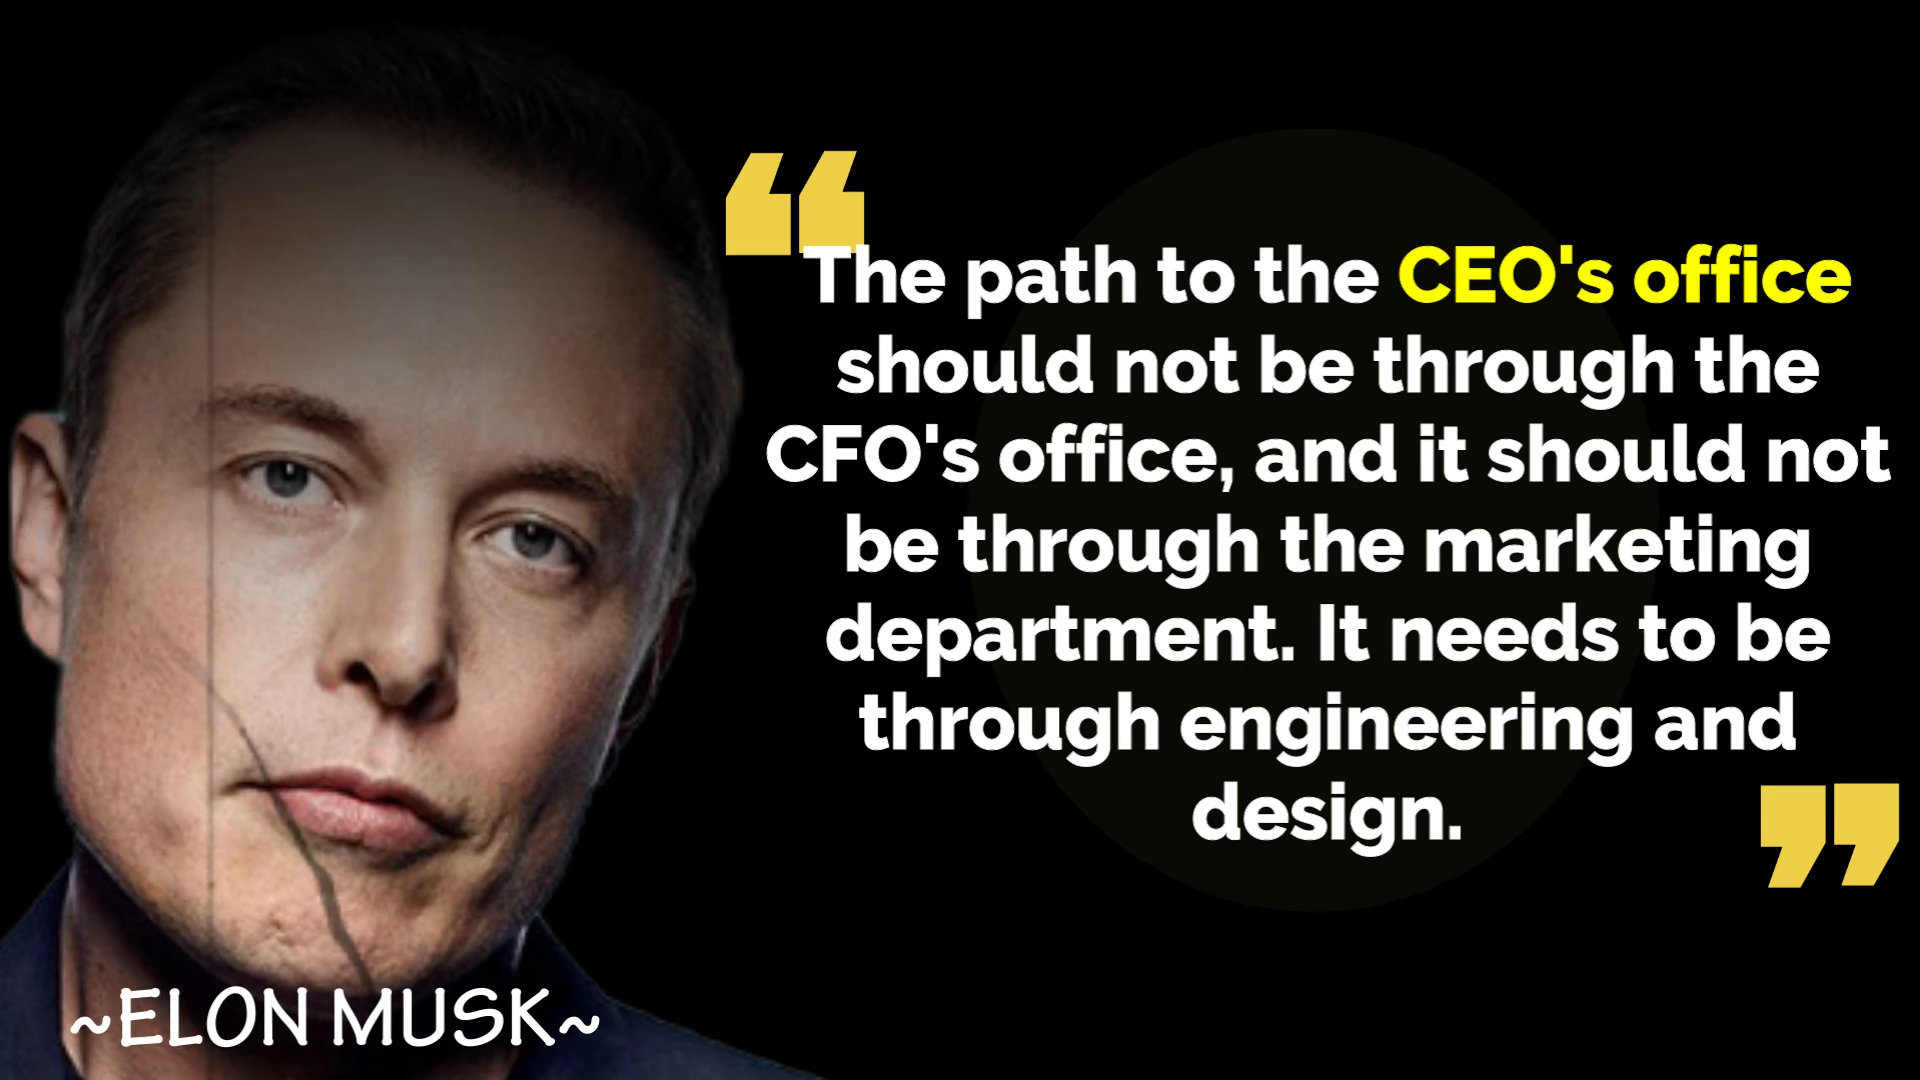 “The path to the CEO's office
should not be through the
CFO's office, and it should not
be through the marketing
department. It needs to be
through engineering and
design.”
~ELON MUSK~